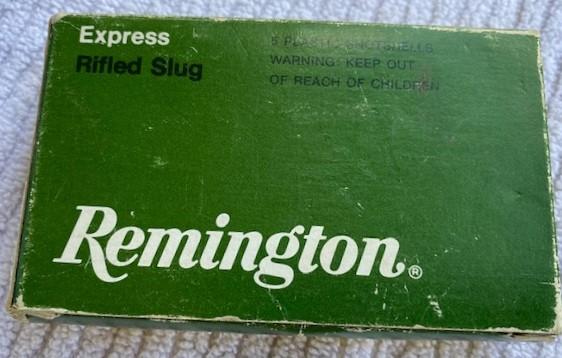 Express
Rifled Slug
5 PLASTIC SHOTSHELLS
WARNING: KEEP OUT
OF REACH OF CHILDREN
Remington®